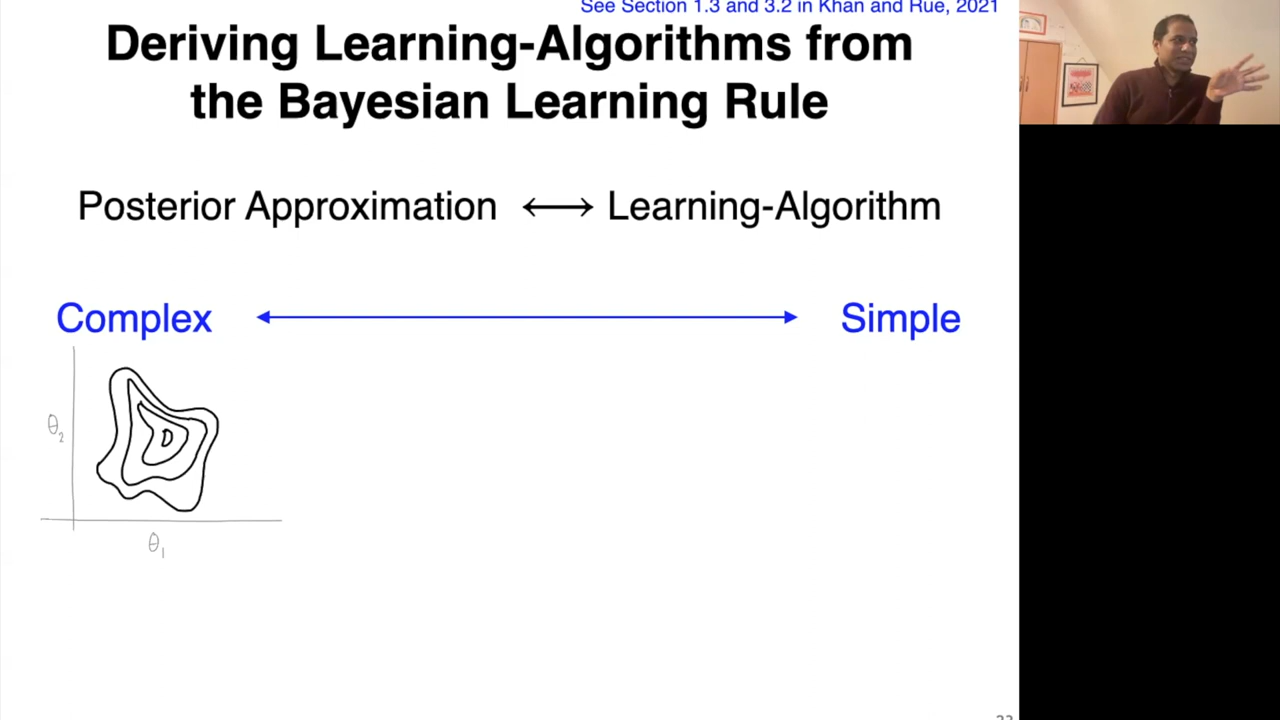 See Section 1.3 and 3.2 in Khan and Rue, 2021
Deriving Learning-Algorithms from
the Bayesian Learning Rule
Posterior Approximation ⟷ Learning-Algorithm
Complex
Simple
θ₂
θ₁